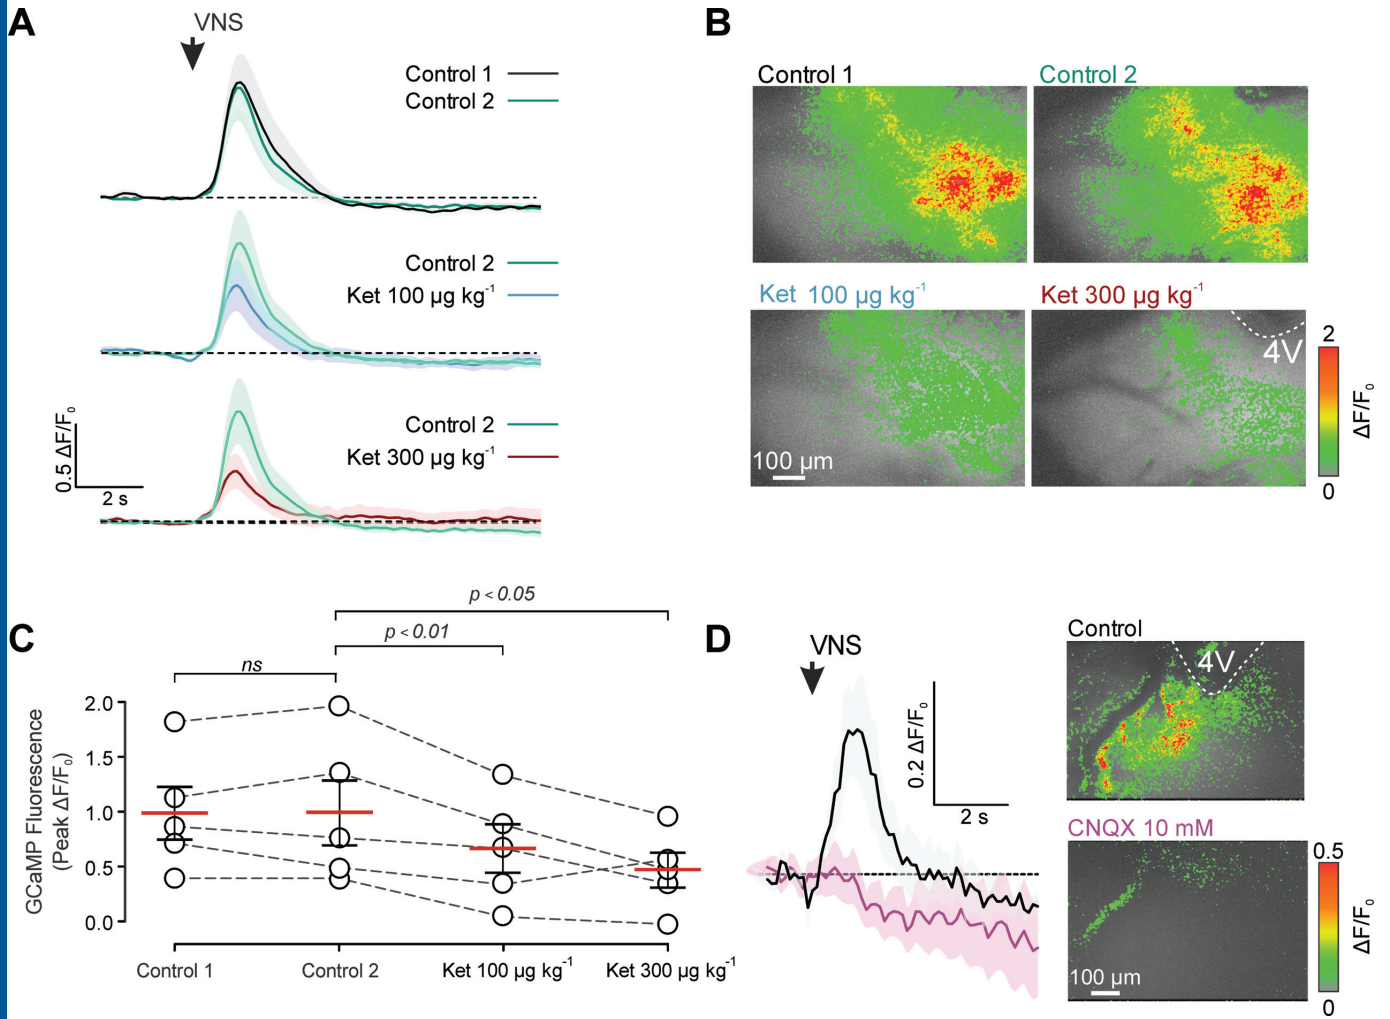 A
VNS
Control 1
Control 2
Control 2
Ket 100 µg kg⁻¹
Control 2
Ket 300 µg kg⁻¹
0.5 ΔF/F₀
2 s
B
Control 1
Control 2
Ket 100 µg kg⁻¹
Ket 300 µg kg⁻¹
4V
100 µm
2
0
ΔF/F₀
C
ns
p < 0.01
p < 0.05
GCaMP Fluorescence
(Peak ΔF/F₀)
2.0
1.5
1.0
0.5
0.0
Control 1
Control 2
Ket 100 µg kg⁻¹
Ket 300 µg kg⁻¹
D
VNS
0.2 ΔF/F₀
2 s
Control
4V
CNQX 10 mM
100 µm
0.5
0
ΔF/F₀